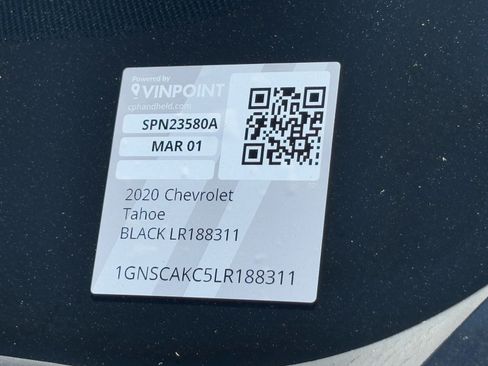 Powered by
VINPOINT
cphandheld.com
SPN23580A
MAR 01
2020 Chevrolet
Tahoe
BLACK LR188311
1GNSCAKC5LR188311